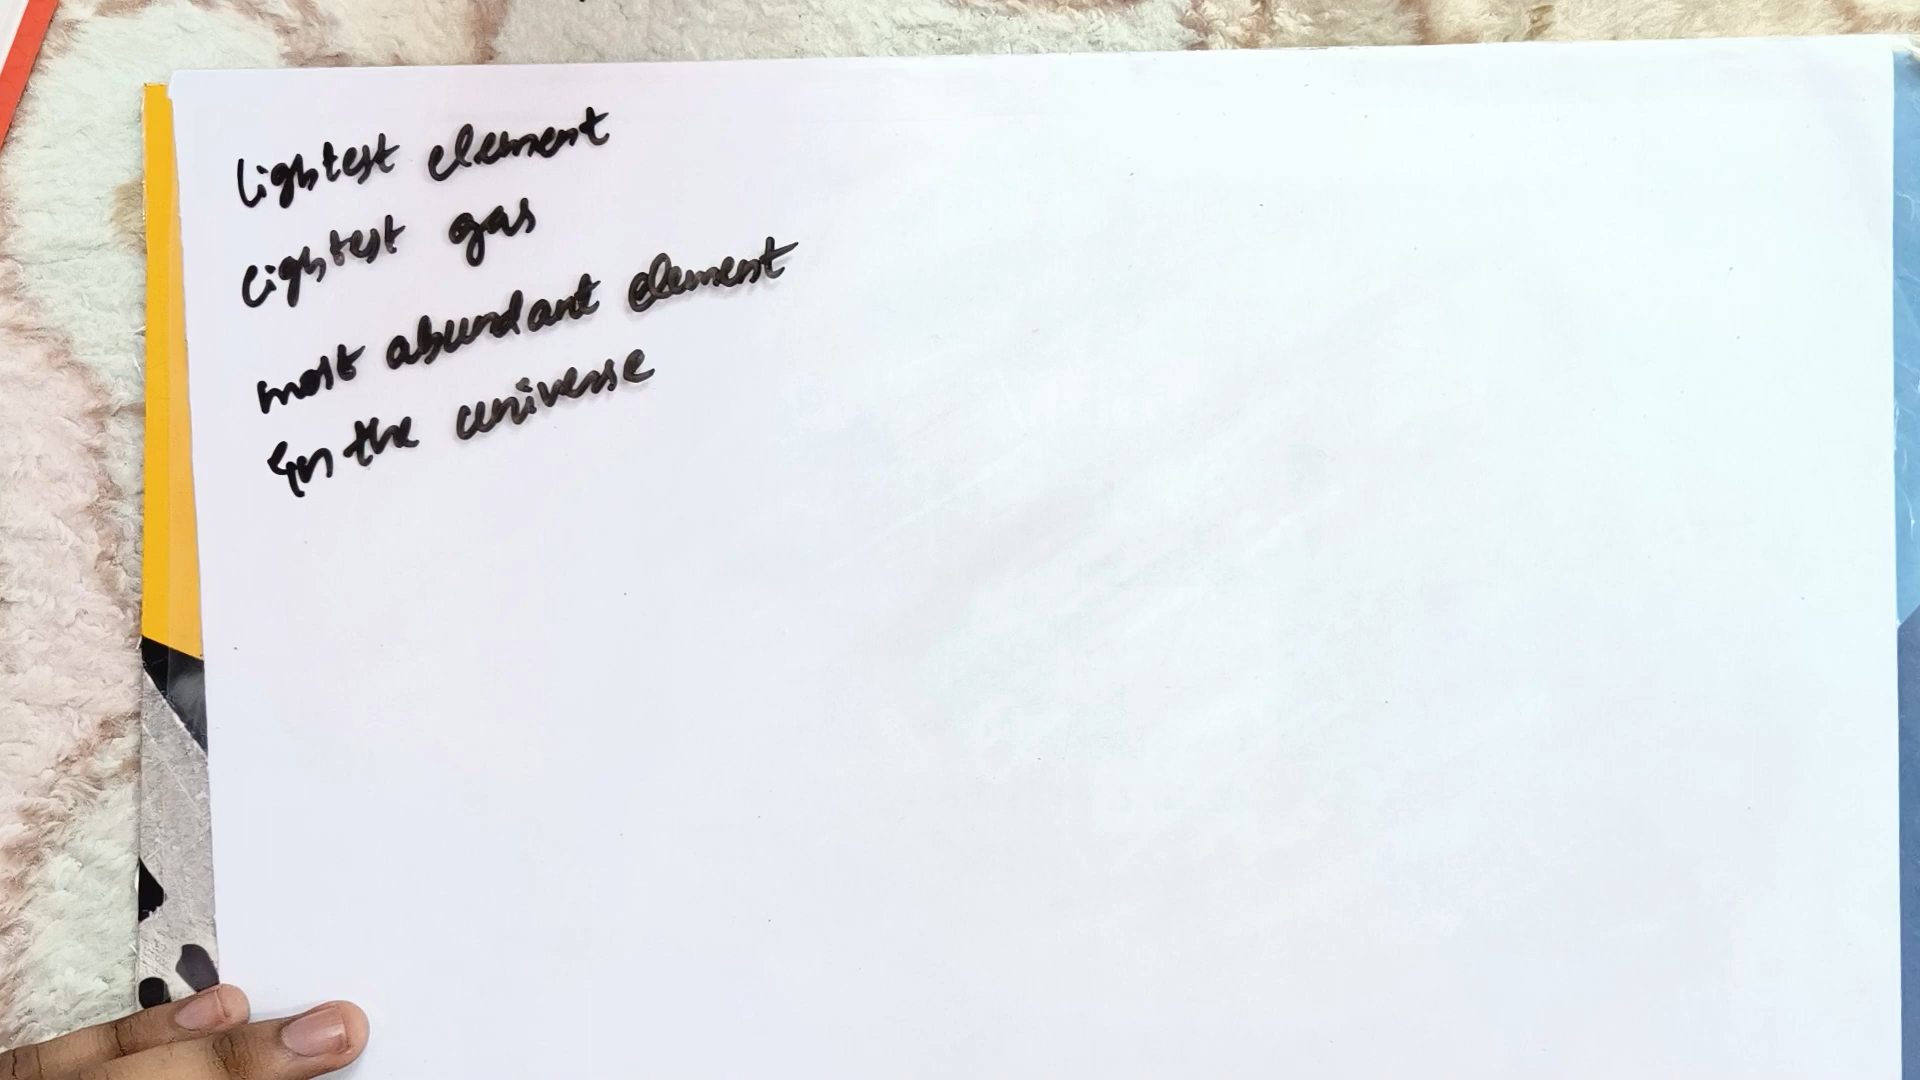 Lightest element
Lightest gas
most abundant element
In the universe